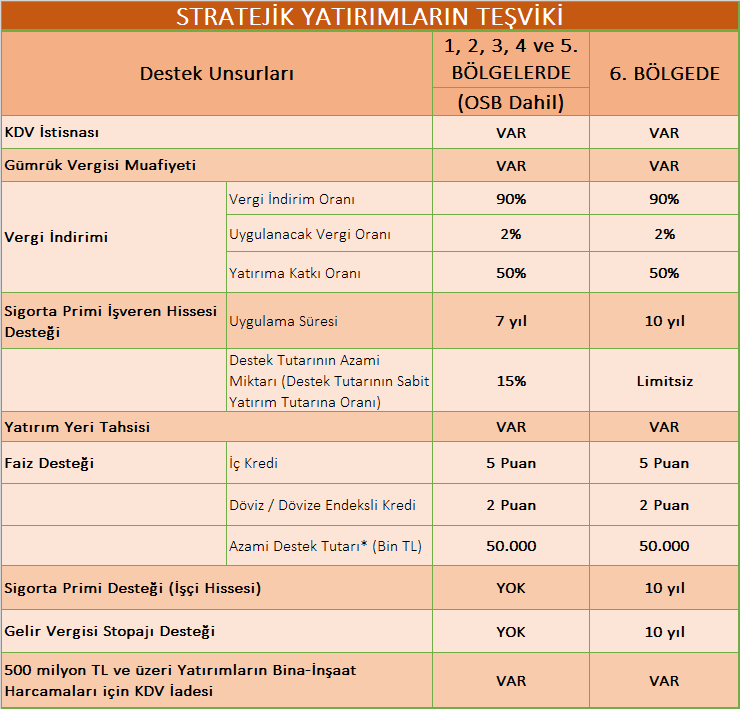 STRATEJİK YATIRIMLARIN TEŞVİKİ
Destek Unsurları
1, 2, 3, 4 ve 5.
BÖLGELERDE
(OSB Dahil)
6. BÖLGEDE
KDV İstisnası VAR VAR
Gümrük Vergisi Muafiyeti VAR VAR
Vergi İndirimi
Vergi İndirim Oranı 90% 90%
Uygulanacak Vergi Oranı 2% 2%
Yatırıma Katkı Oranı 50% 50%
Sigorta Primi İşveren Hissesi
Desteği
Uygulama Süresi 7 yıl 10 yıl
Destek Tutarının Azami
Miktarı (Destek Tutarının Sabit
Yatırım Tutarına Oranı)
15% Limitsiz
Yatırım Yeri Tahsisi VAR VAR
Faiz Desteği İç Kredi 5 Puan 5 Puan
Döviz / Dövize Endeksli Kredi 2 Puan 2 Puan
Azami Destek Tutarı* (Bin TL) 50.000 50.000
Sigorta Primi Desteği (İşçi Hissesi) YOK 10 yıl
Gelir Vergisi Stopajı Desteği YOK 10 yıl
500 milyon TL ve üzeri Yatırımların Bina-İnşaat
Harcamaları için KDV İadesi
VAR VAR